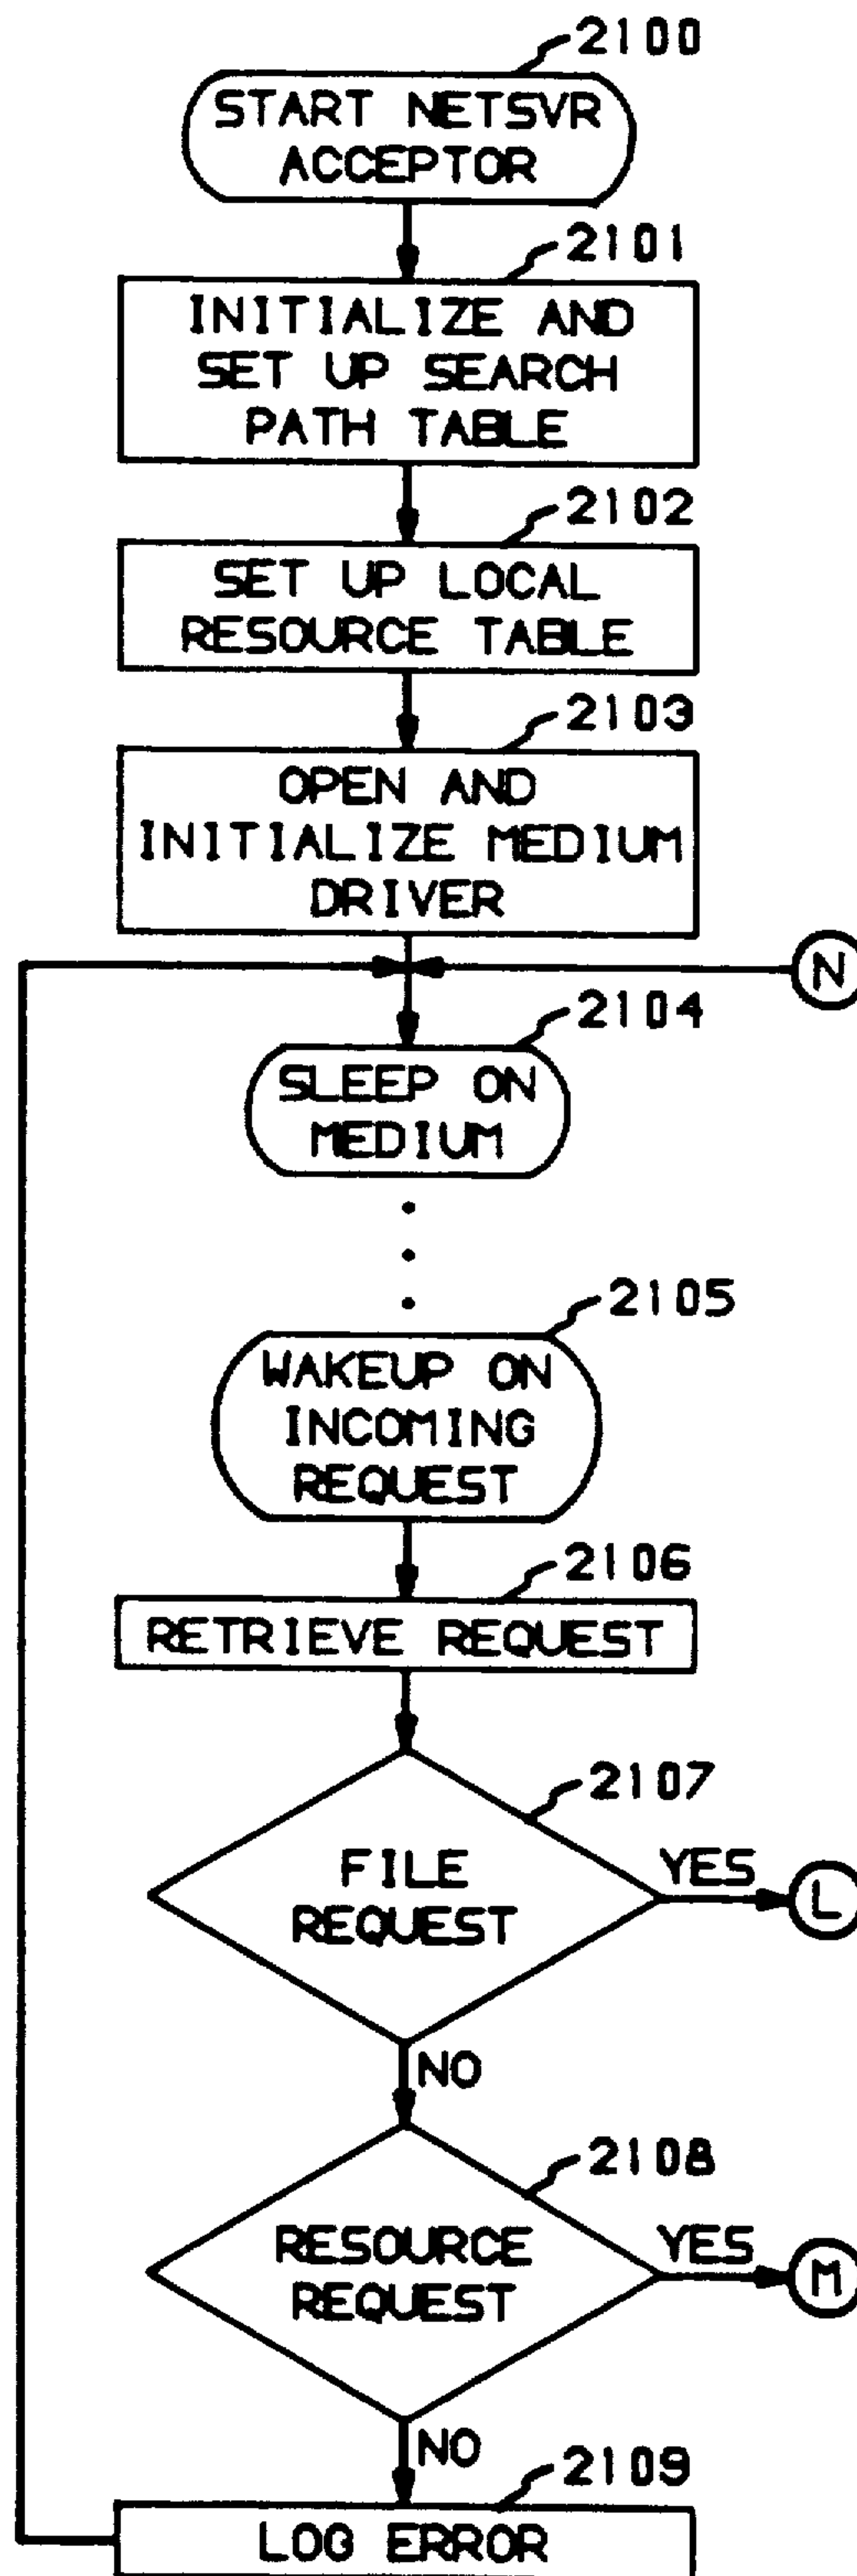 2100
START NETSVR
ACCEPTOR
2101
INITIALIZE AND
SET UP SEARCH
PATH TABLE
2102
SET UP LOCAL
RESOURCE TABLE
2103
OPEN AND
INITIALIZE MEDIUM
DRIVER
N
2104
SLEEP ON
MEDIUM
2105
WAKEUP ON
INCOMING
REQUEST
2106
RETRIEVE REQUEST
2107
FILE
REQUEST
YES
L
NO
2108
RESOURCE
REQUEST
YES
M
NO
2109
LOG ERROR